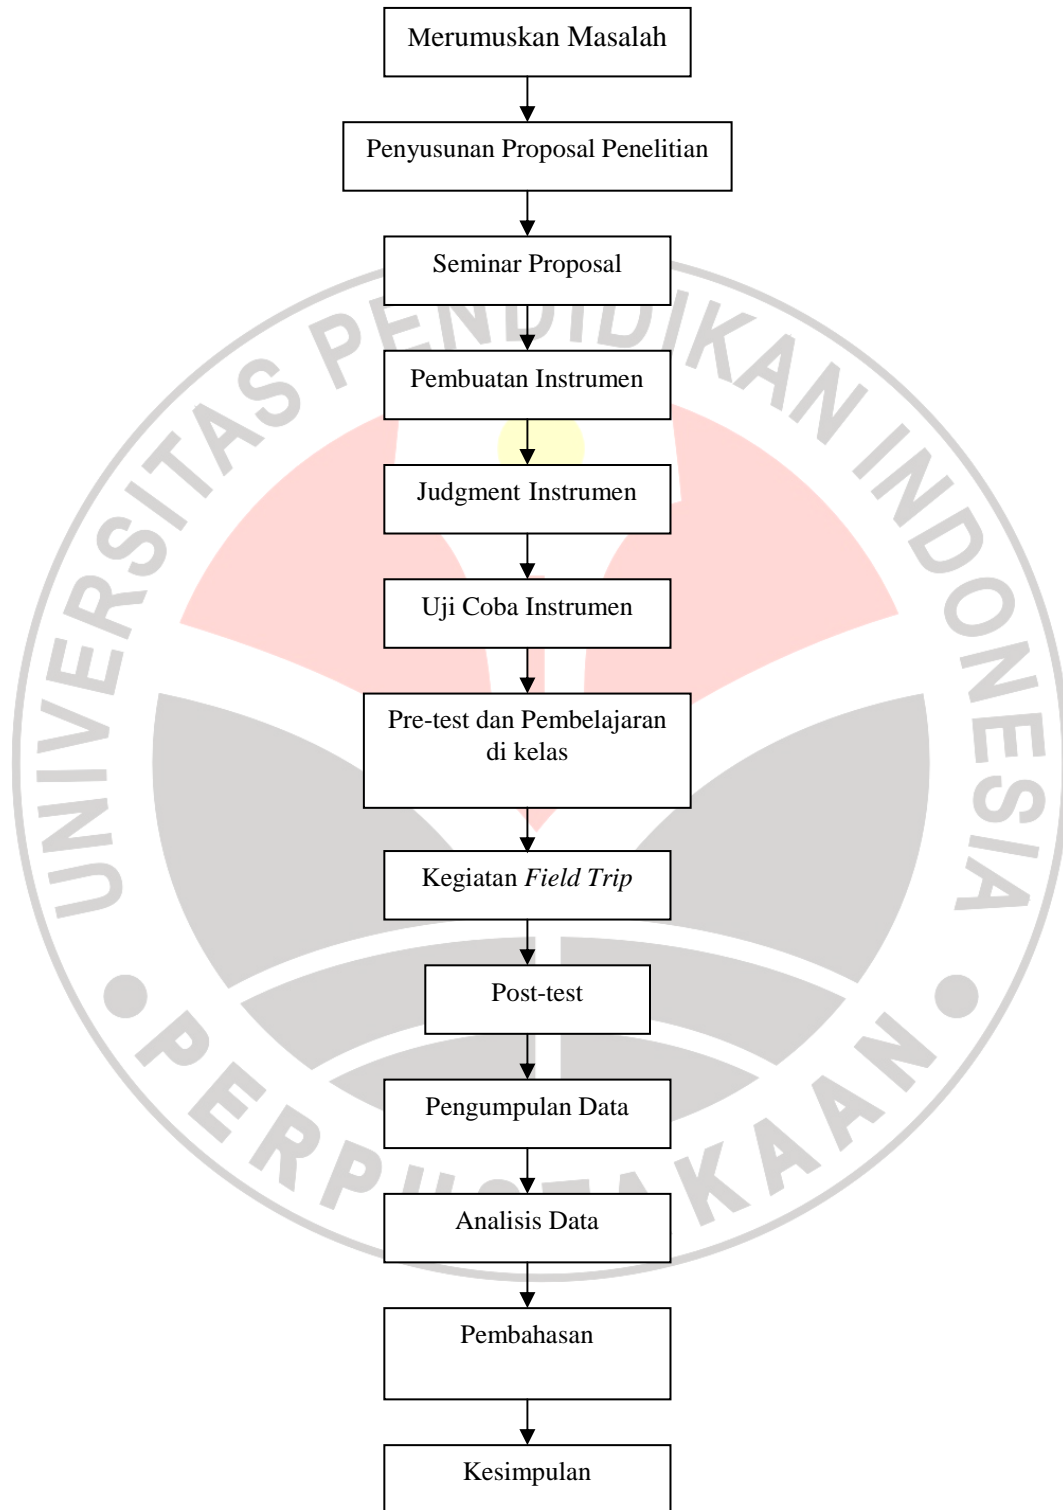 Merumuskan Masalah
Penyusunan Proposal Penelitian
Seminar Proposal
Pembuatan Instrumen
Judgment Instrumen
Uji Coba Instrumen
Pre-test dan Pembelajaran
di kelas
Kegiatan Field Trip
Post-test
Pengumpulan Data
Analisis Data
Pembahasan
Kesimpulan
UNIVERSITAS PENDIDIKAN INDONESIA
PERPUSTAKAAN